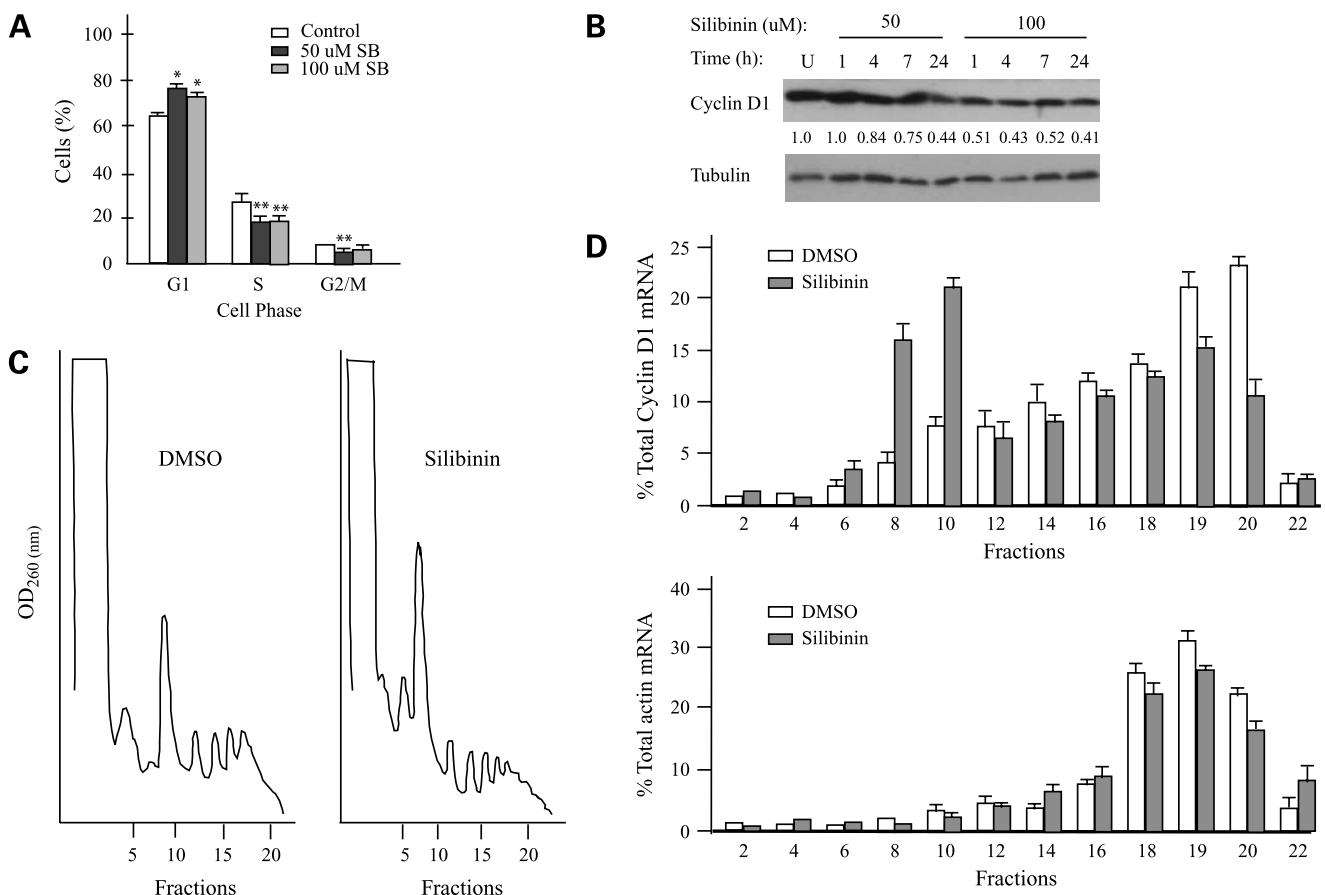 A
100
80
60
40
20
0
Cells (%)
Control
50 uM SB
100 uM SB
* *
** **
**
G1 S G2/M
Cell Phase
B
Silibinin (uM): 50 100
Time (h): U 1 4 7 24 1 4 7 24
Cyclin D1
1.0 1.0 0.84 0.75 0.44 0.51 0.43 0.52 0.41
Tubulin
C
OD260 (nm)
DMSO
5 10 15 20
Fractions
Silibinin
5 10 15 20
Fractions
D
% Total Cyclin D1 mRNA
25
20
15
10
5
0
DMSO
Silibinin
2 4 6 8 10 12 14 16 18 19 20 22
Fractions
% Total actin mRNA
40
30
20
10
0
DMSO
Silibinin
2 4 6 8 10 12 14 16 18 19 20 22
Fractions